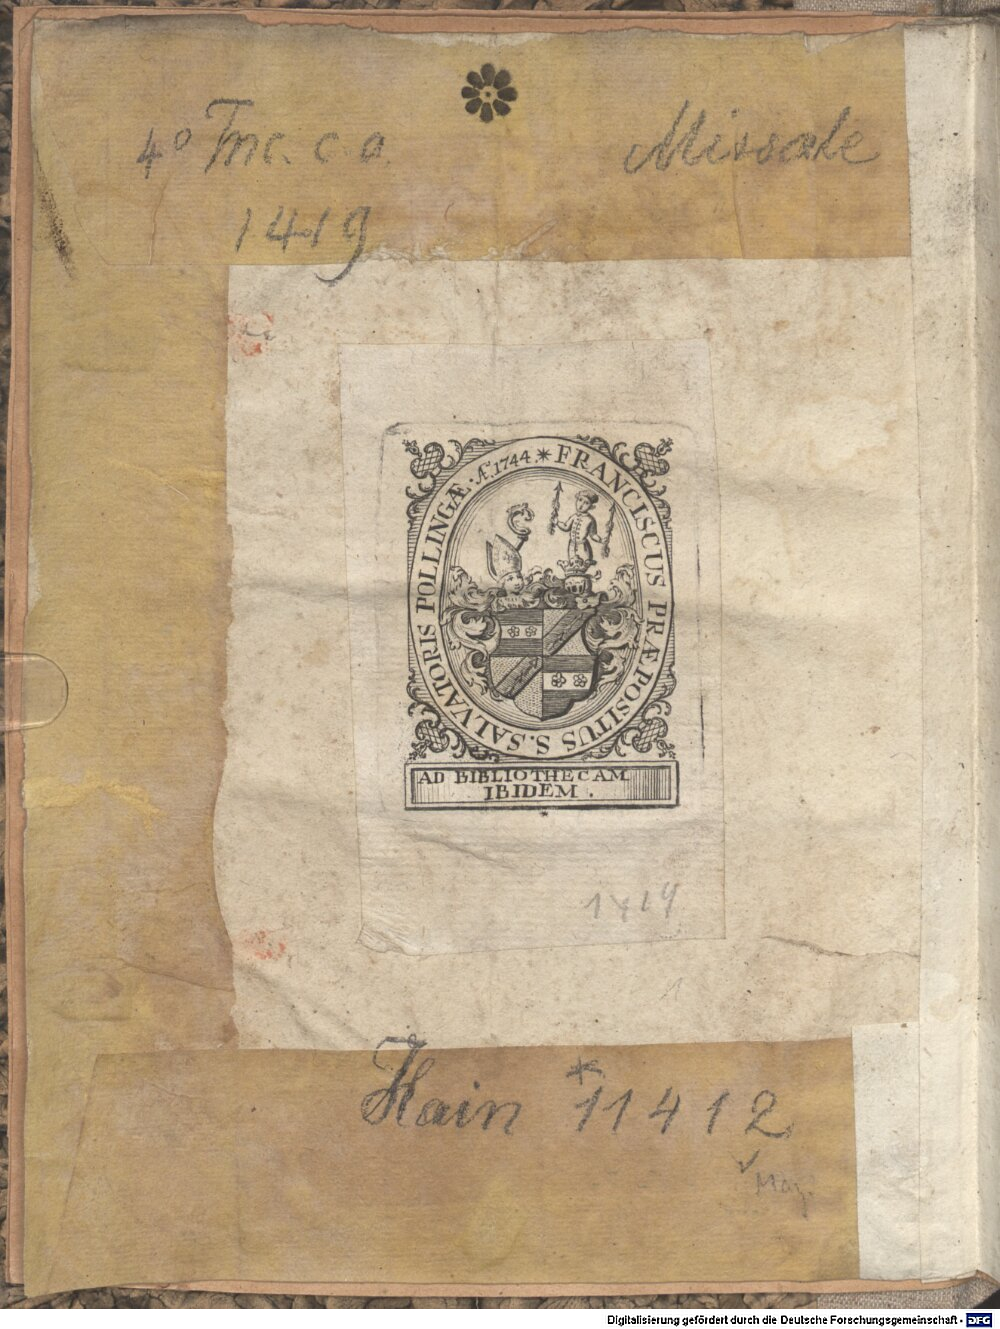 4° Inc. c. a.
Missale
1419
FRANCISCUS PRÆPOSITUS S. SALVATORIS POLLINGÆ. Æ. 1744. *
AD BIBLIOTHECAM
IBIDEM.
1419
1
Hain *11412
Digitalisierung gefördert durch die Deutsche Forschungsgemeinschaft - DFG